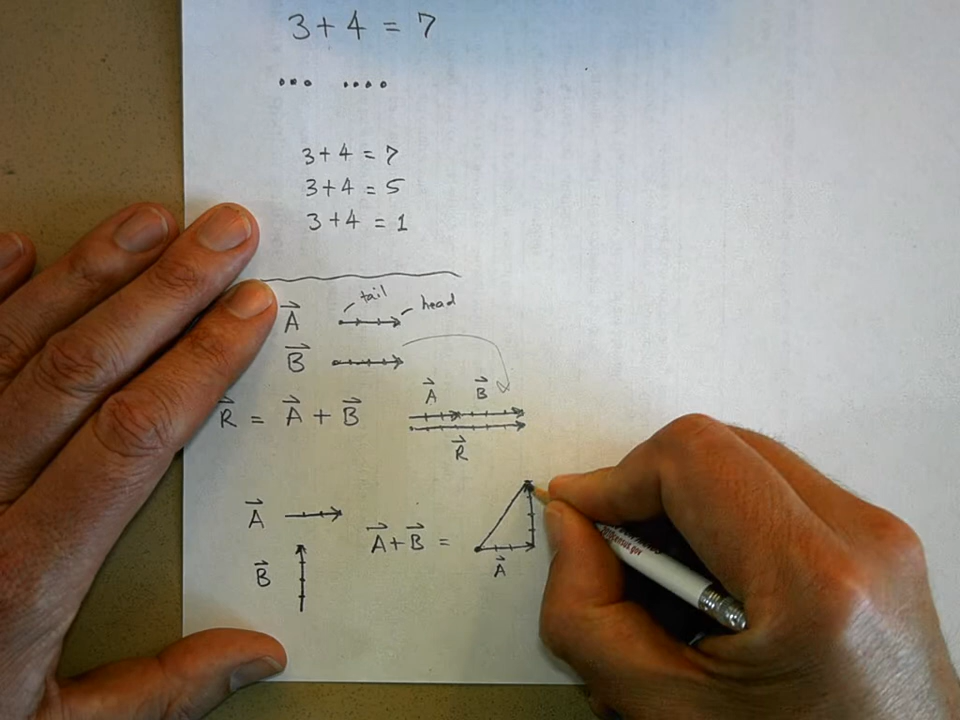 3 + 4 = 7
3 + 4 = 7
3 + 4 = 5
3 + 4 = 1
A⃗ tail head
B⃗
A⃗ B⃗
R⃗ = A⃗ + B⃗
R⃗
A⃗
A⃗ + B⃗ =
B⃗
A⃗